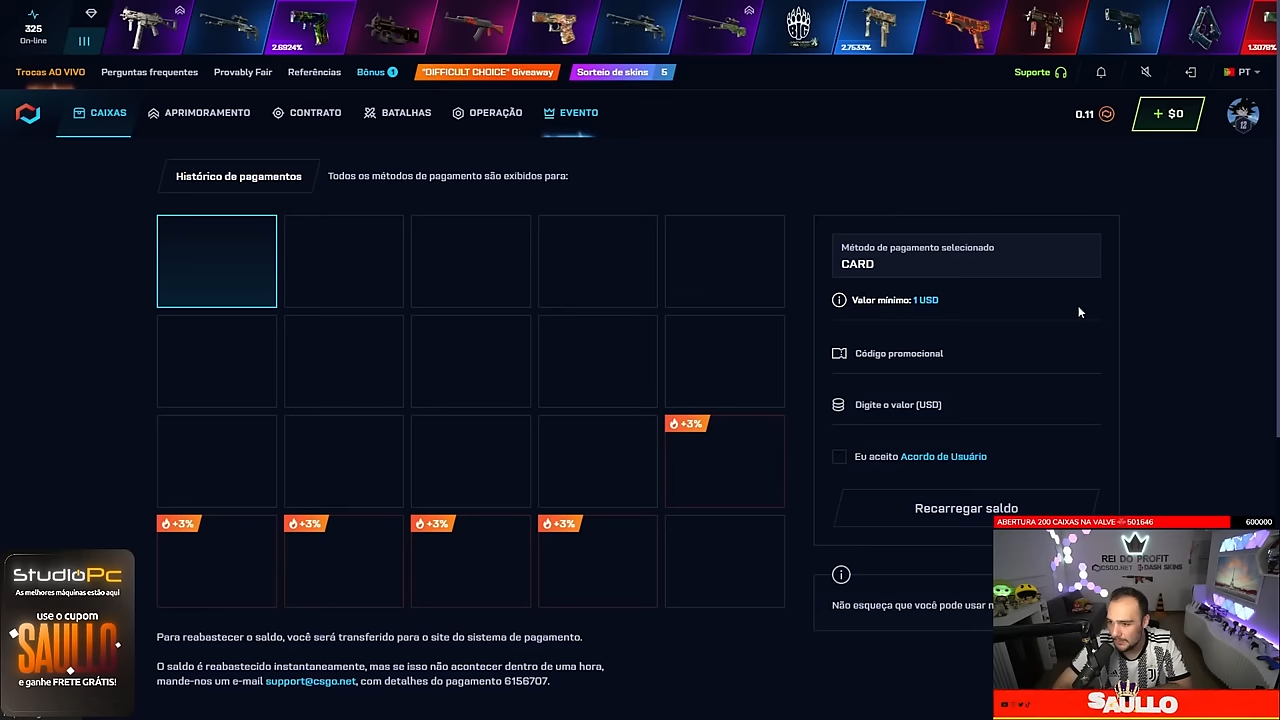 325
On-line
2.6924%
2.7533%
1.3078%
Trocas AO VIVO
Perguntas frequentes
Provably Fair
Referências
Bônus 1
"DIFFICULT CHOICE" Giveaway
Sorteio de skins 5
Suporte
PT
CAIXAS
APRIMORAMENTO
CONTRATO
BATALHAS
OPERAÇÃO
EVENTO
0.11
+ $0
12
Histórico de pagamentos
Todos os métodos de pagamento são exibidos para:
Método de pagamento selecionado
CARD
Valor mínimo: 1 USD
Código promocional
Digite o valor (USD)
Eu aceito Acordo de Usuário
Recarregar saldo
+3%
+3%
+3%
+3%
+3%
Não esqueça que você pode usar n
Para reabastecer o saldo, você será transferido para o site do sistema de pagamento.
O saldo é reabastecido instantaneamente, mas se isso não acontecer dentro de uma hora,
mande-nos um e-mail support@csgo.net, com detalhes do pagamento 6156707.
STUDIOPC
As melhores máquinas estão aqui
use o cupom
SAULLO
e ganhe FRETE GRÁTIS!
ABERTURA 200 CAIXAS NA VALVE 501646
600000
REI DO PROFIT
CSGO.NET DASH SKINS
SAULLO